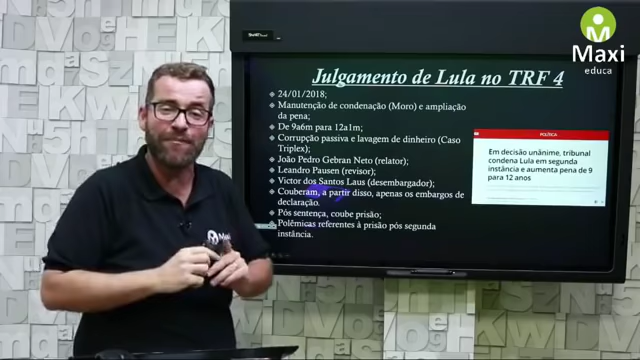 Maxi
educa
Julgamento de Lula no TRF 4
24/01/2018;
Manutenção de condenação (Moro) e ampliação
da pena;
De 9a6m para 12a1m;
Corrupção passiva e lavagem de dinheiro (Caso
Triplex);
João Pedro Gebran Neto (relator);
Leandro Pausen (revisor);
Victor dos Santos Laus (desembargador);
Couberam, a partir disso, apenas os embargos de
declaração.
Pós sentença, coube prisão;
Polêmicas referentes à prisão pós segunda
instância.
POLÍTICA
Em decisão unânime, tribunal
condena Lula em segunda
instância e aumenta pena de 9
para 12 anos
Maxi